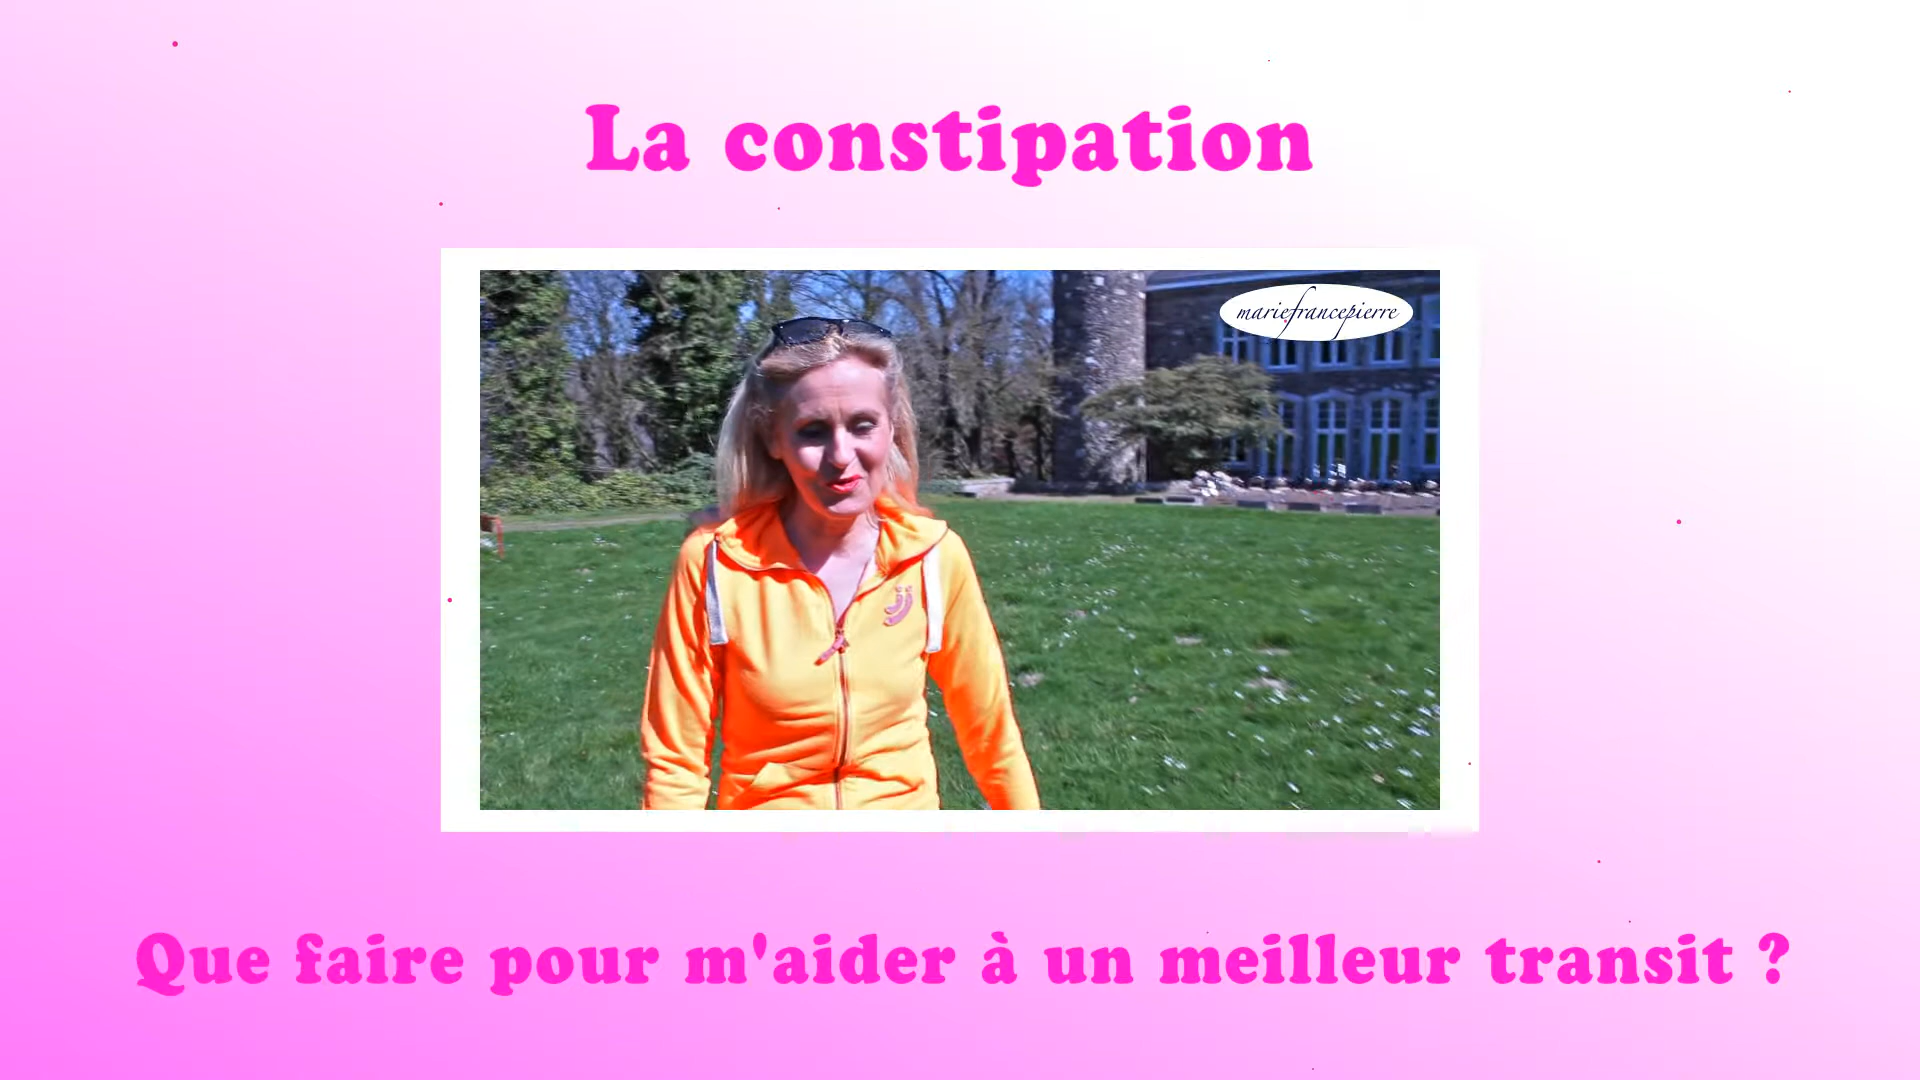 La constipation
mariefrancepierre
Que faire pour m'aider à un meilleur transit ?